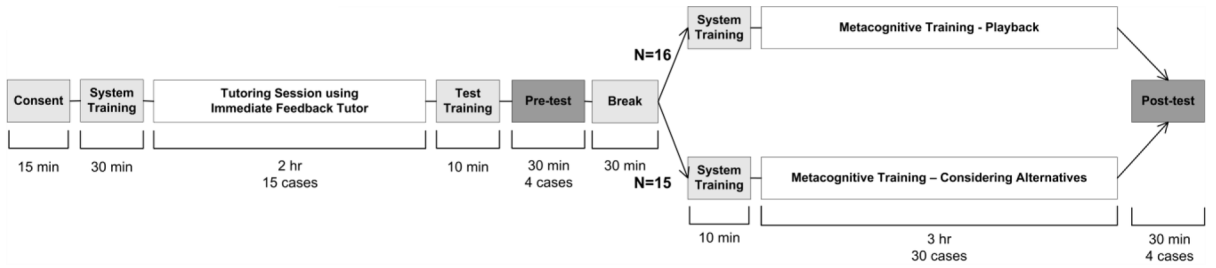 System
Training
Metacognitive Training - Playback
N=16
Consent
System
Training
Tutoring Session using
Immediate Feedback Tutor
Test
Training
Pre-test
Break
Post-test
15 min
30 min
2 hr
15 cases
10 min
30 min
4 cases
30 min
N=15
System
Training
Metacognitive Training – Considering Alternatives
10 min
3 hr
30 cases
30 min
4 cases